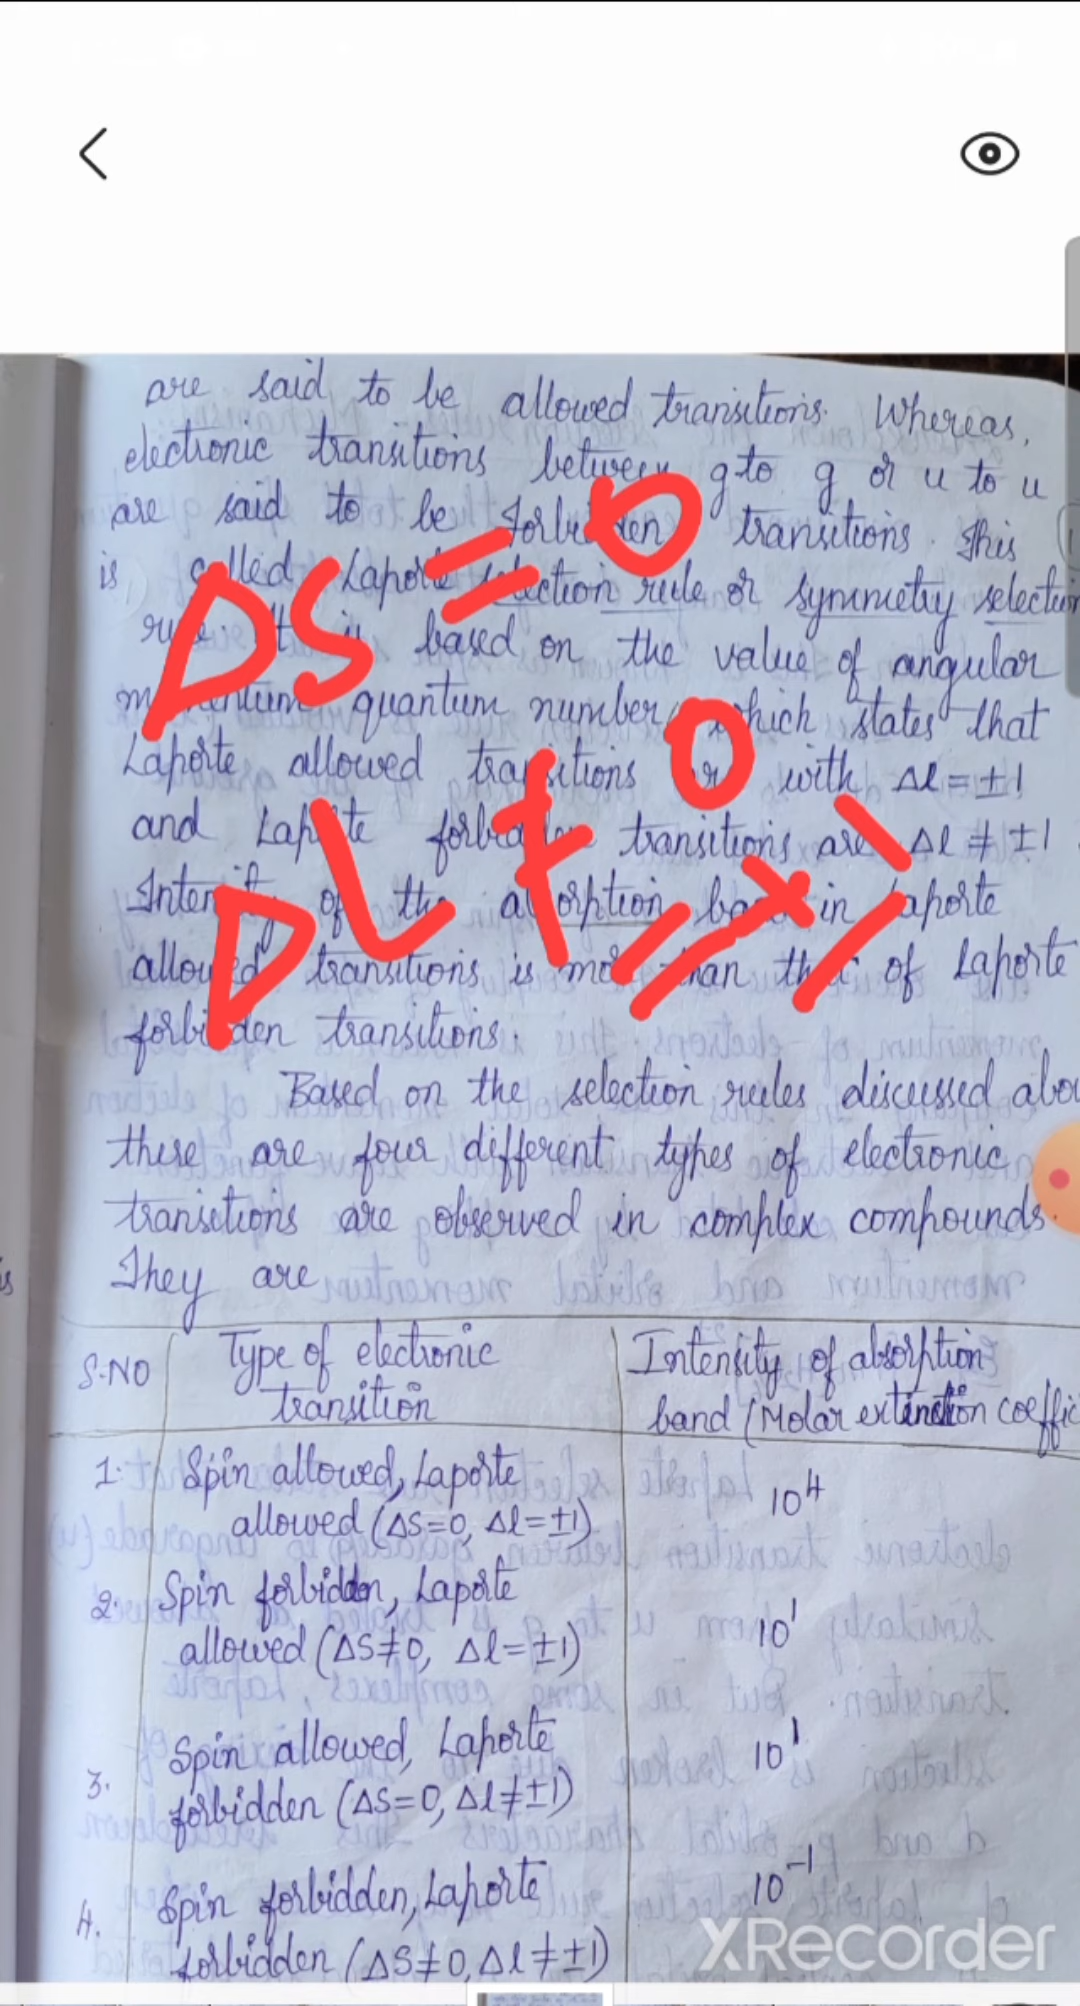 are said to be allowed transitions. Whereas,
electronic transitions between g to g or u to u
are said to be forbidden transitions. This
is called Laporte selection rule or symmetry selection
rule. It is based on the value of angular
momentum quantum number, which states that
Laporte allowed transitions are with Δl = ±1
and Laporte forbidden transitions are Δl ≠ ±1.
Intensity of the absorption band in Laporte
allowed transitions is more than that of Laporte
forbidden transitions.
ΔS = 0
ΔL
0
Based on the selection rules discussed abo
there are four different types of electronic
transitions are observed in complex compounds.
They are
S.NO Type of electronic transition Intensity of absorption
band (Molar extinction coeffic
1. Spin allowed, Laporte
allowed (ΔS=0, Δl=±1) 10⁴
2. Spin forbidden, Laporte
allowed (ΔS≠0, Δl=±1) 10¹
3. Spin allowed, Laporte
forbidden (ΔS=0, Δl≠±1) 10¹
4. Spin forbidden, Laporte
forbidden (ΔS≠0, Δl≠±1) 10⁻¹
XRecorder